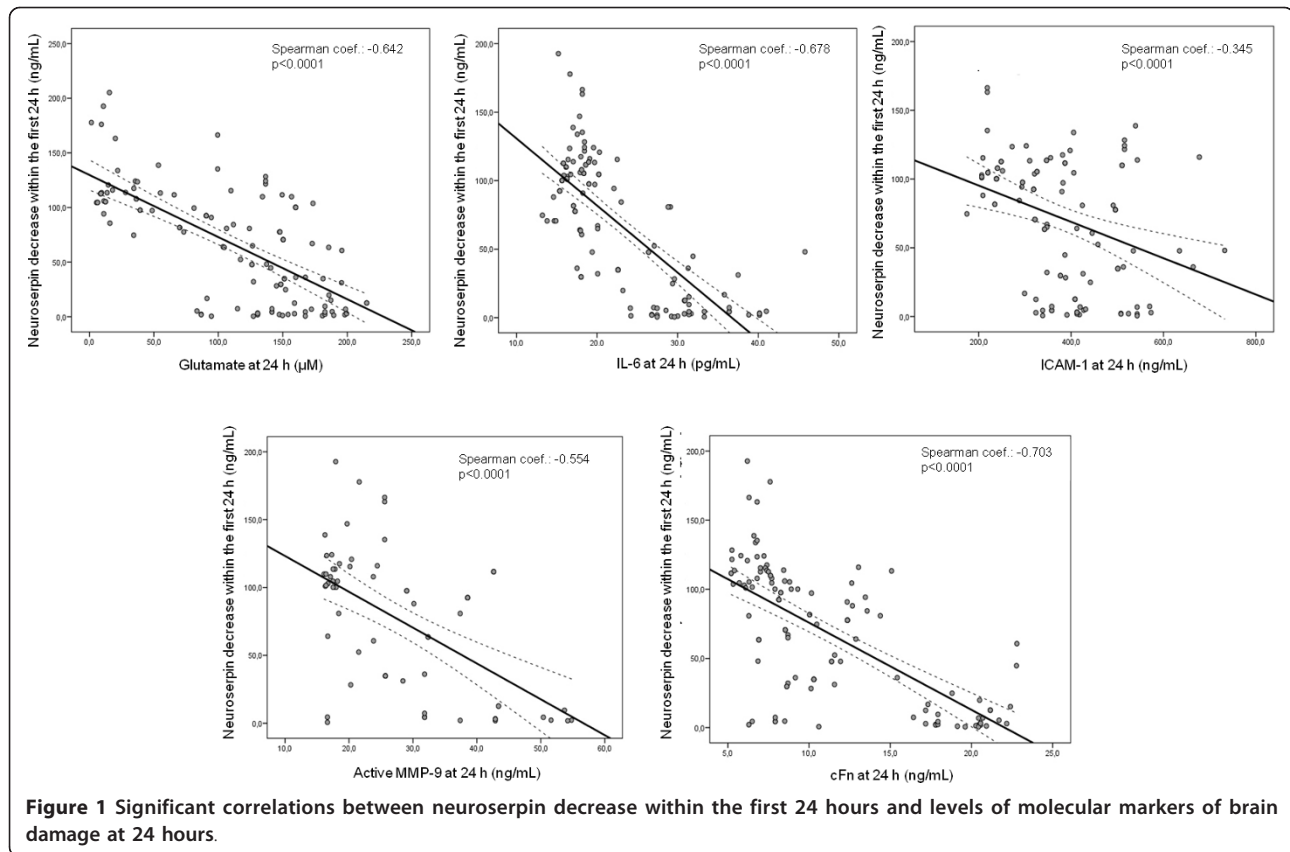 Neuroserpin decrease within the first 24 h (ng/mL)
250,0
200,0
150,0
100,0
50,0
0,0
Spearman coef.: -0.642
p<0.0001
0,0 50,0 100,0 150,0 200,0 250,0
Glutamate at 24 h (µM)
Neuroserpin decrease within the first 24 h (ng/mL)
200,0
150,0
100,0
50,0
0,0
Spearman coef.: -0.678
p<0.0001
10,0 20,0 30,0 40,0 50,0
IL-6 at 24 h (pg/mL)
Neuroserpin decrease within the first 24 h (ng/mL)
200,0
150,0
100,0
50,0
0,0
Spearman coef.: -0.345
p<0.0001
200,0 400,0 600,0 800,0
ICAM-1 at 24 h (ng/mL)
Neuroserpin decrease within the first 24 h (ng/mL)
200,0
150,0
100,0
50,0
0,0
Spearman coef.: -0.554
p<0.0001
10,0 20,0 30,0 40,0 50,0 60,0
Active MMP-9 at 24 h (ng/mL)
Neuroserpin decrease within the first 24 h (ng/mL)
200,0
150,0
100,0
50,0
0,0
Spearman coef.: -0.703
p<0.0001
5,0 10,0 15,0 20,0 25,0
cFn at 24 h (ng/mL)
Figure 1 Significant correlations between neuroserpin decrease within the first 24 hours and levels of molecular markers of brain
damage at 24 hours.